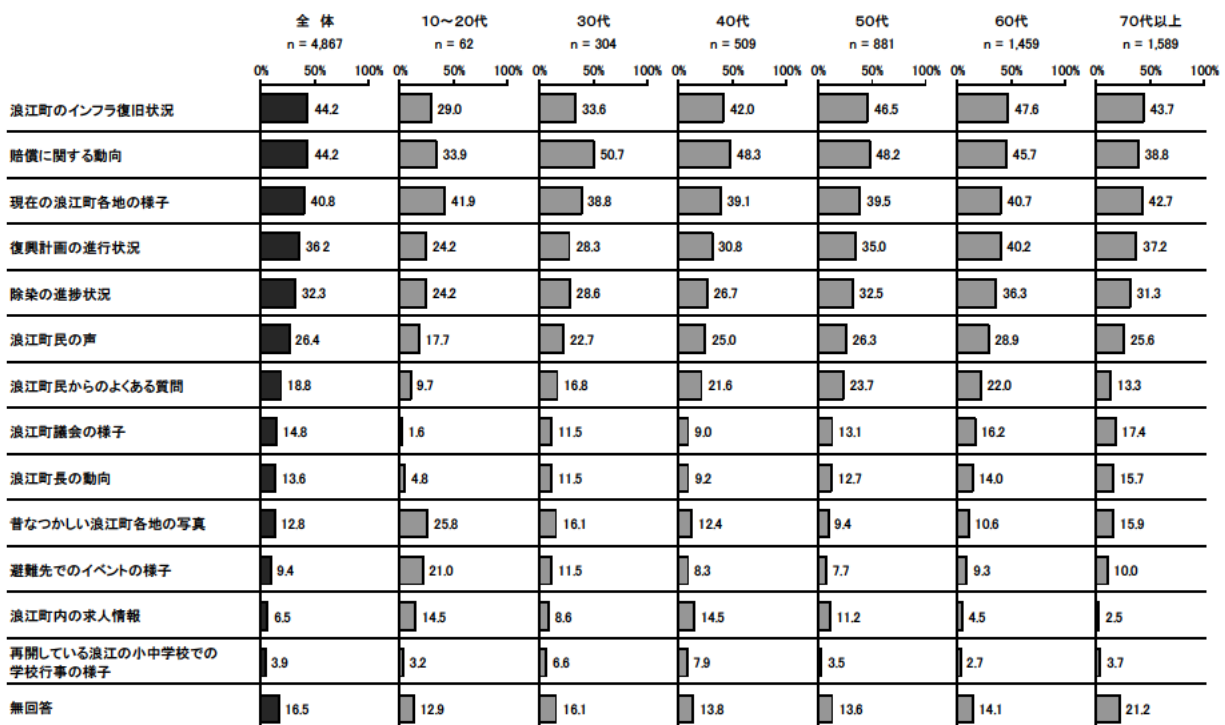 全 体 10～20代 30代 40代 50代 60代 70代以上
n = 4,867 n = 62 n = 304 n = 509 n = 881 n = 1,459 n = 1,589
0% 50% 100% 0% 50% 100% 0% 50% 100% 0% 50% 100% 0% 50% 100% 0% 50% 100% 0% 50% 100%
浪江町のインフラ復旧状況 44.2 29.0 33.6 42.0 46.5 47.6 43.7
賠償に関する動向 44.2 33.9 50.7 48.3 48.2 45.7 38.8
現在の浪江町各地の様子 40.8 41.9 38.8 39.1 39.5 40.7 42.7
復興計画の進行状況 36 2 24.2 28.3 30.8 35.0 40.2 37.2
除染の進捗状況 32.3 24.2 28.6 26.7 32.5 36.3 31.3
浪江町民の声 26.4 17.7 22.7 25.0 26.3 28.9 25.6
浪江町民からのよくある質問 18.8 9.7 16.8 21.6 23.7 22.0 13.3
浪江町議会の様子 14.8 1.6 11.5 9.0 13.1 16.2 17.4
浪江町長の動向 13.6 4.8 11.5 9.2 12.7 14.0 15.7
昔なつかしい浪江町各地の写真 12.8 25.8 16.1 12.4 9.4 10.6 15.9
避難先でのイベントの様子 9.4 21.0 11.5 8.3 7.7 9.3 10.0
浪江町内の求人情報 6.5 14.5 8.6 14.5 11.2 4.5 2.5
再開している浪江の小中学校での
学校行事の様子 3.9 3.2 6.6 7.9 3.5 2.7 3.7
無回答 16.5 12.9 16.1 13.8 13.6 14.1 21.2